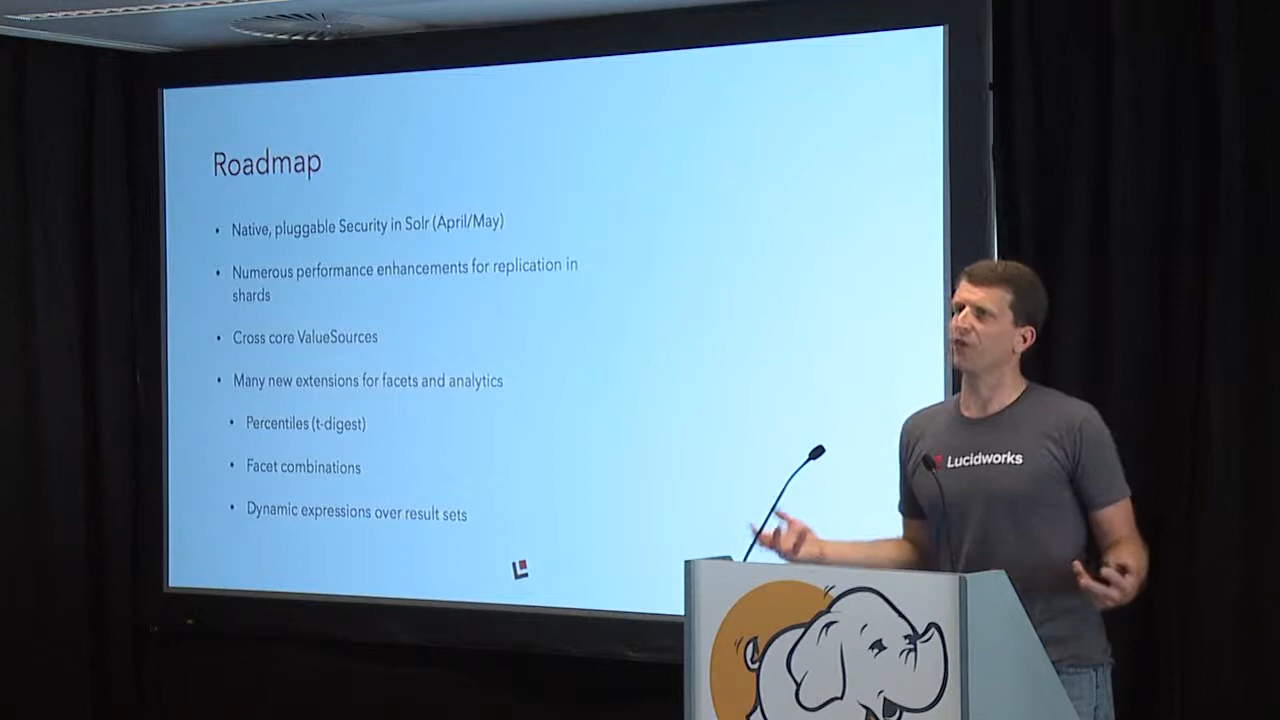 Roadmap
Native, pluggable Security in Solr (April/May)
Numerous performance enhancements for replication in
shards
Cross core ValueSources
Many new extensions for facets and analytics
Percentiles (t-digest)
Facet combinations
Dynamic expressions over result sets
Lucidworks